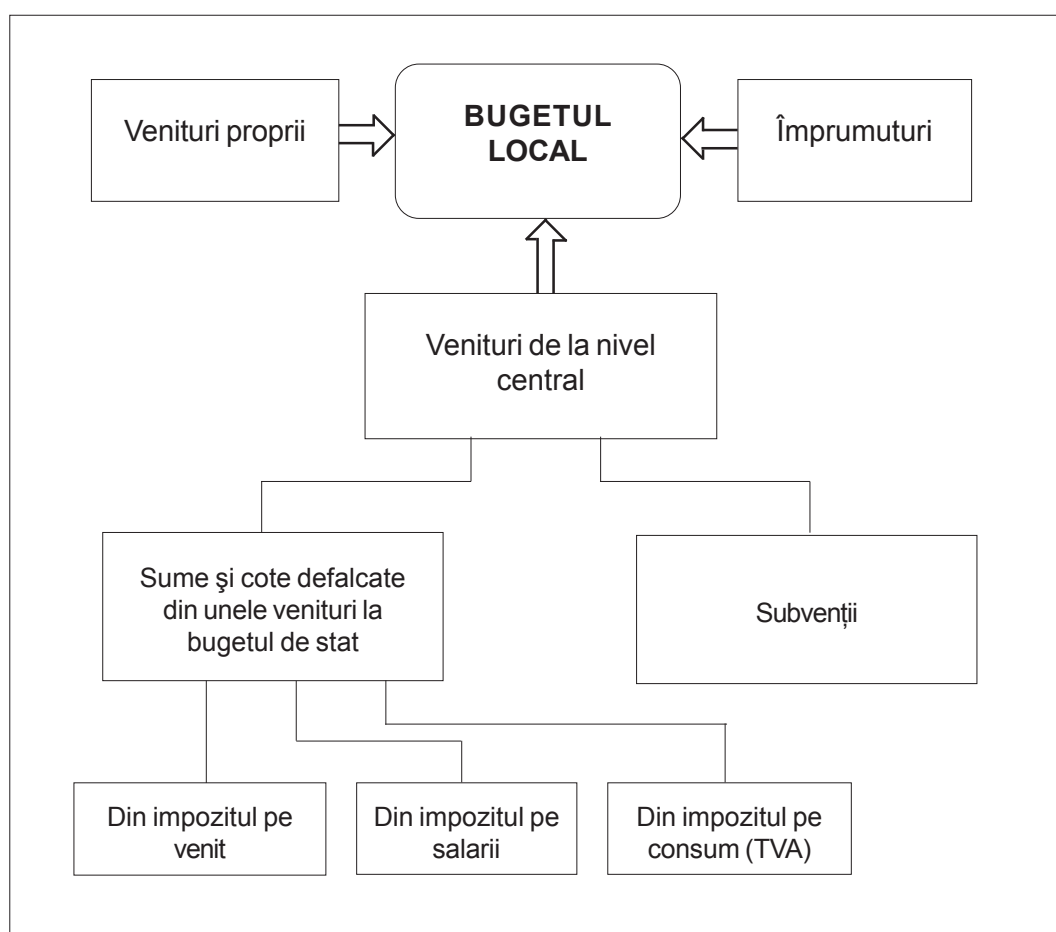 Venituri proprii
BUGETUL
LOCAL
Împrumuturi
Venituri de la nivel
central
Sume şi cote defalcate
din unele venituri la
bugetul de stat
Subvenții
Din impozitul pe
venit
Din impozitul pe
salarii
Din impozitul pe
consum (TVA)